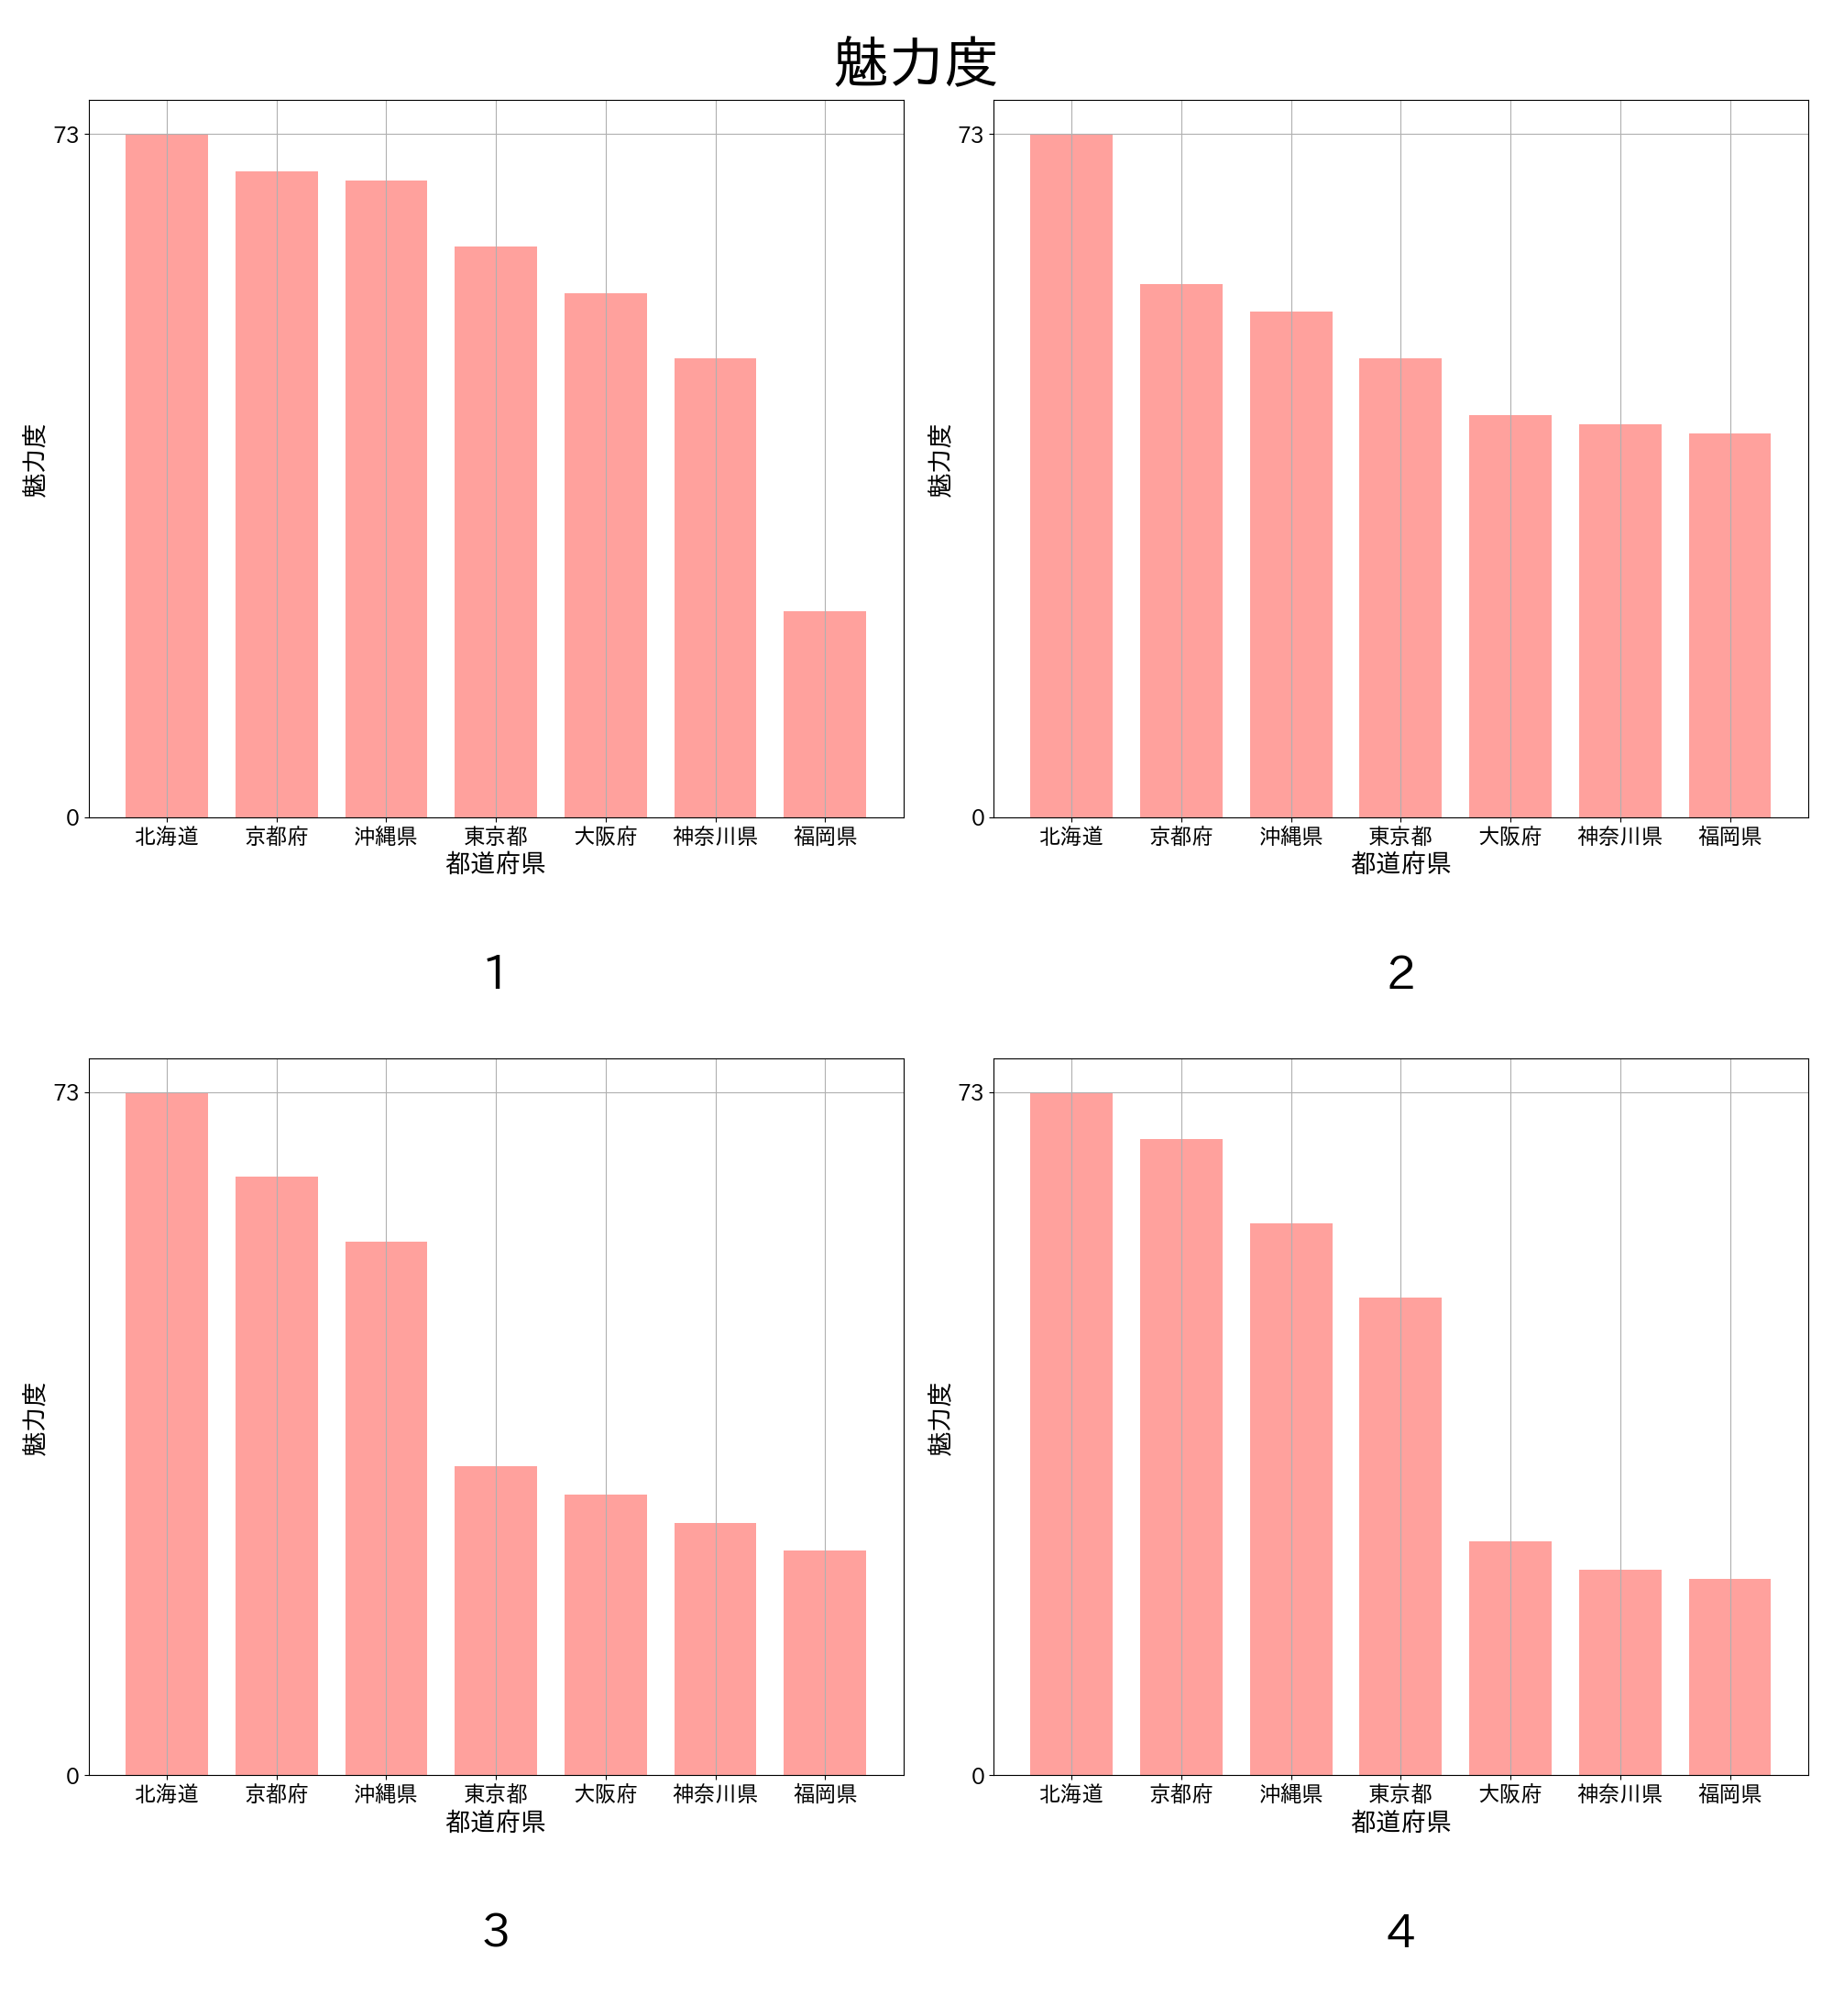 魅力度
73
魅力度
0
北海道 京都府 沖縄県 東京都 大阪府 神奈川県 福岡県
都道府県
1
73
魅力度
0
北海道 京都府 沖縄県 東京都 大阪府 神奈川県 福岡県
都道府県
2
73
魅力度
0
北海道 京都府 沖縄県 東京都 大阪府 神奈川県 福岡県
都道府県
3
73
魅力度
0
北海道 京都府 沖縄県 東京都 大阪府 神奈川県 福岡県
都道府県
4